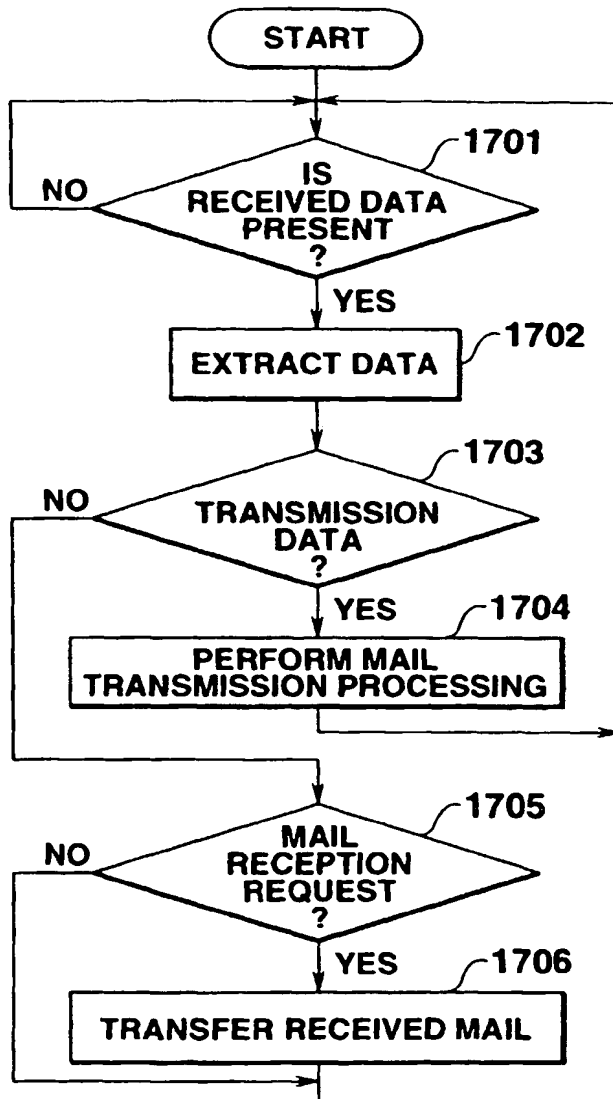 START
1701
IS
RECEIVED DATA
PRESENT
?
NO
YES
1702
EXTRACT DATA
1703
NO
TRANSMISSION
DATA
?
YES
1704
PERFORM MAIL
TRANSMISSION PROCESSING
1705
MAIL
NO
RECEPTION
REQUEST
?
YES
1706
TRANSFER RECEIVED MAIL